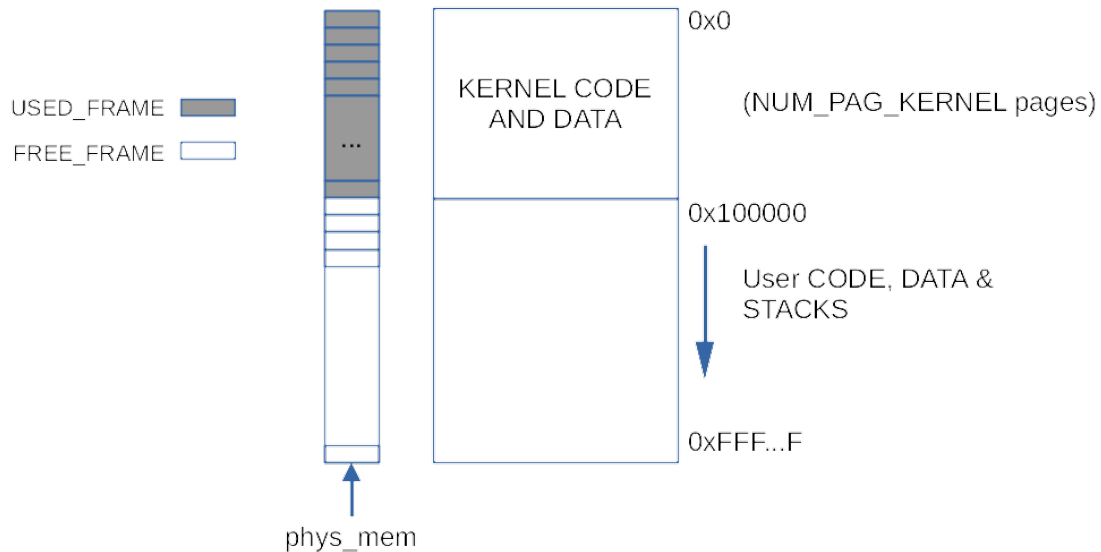 0x0
KERNEL CODE
AND DATA
(NUM_PAG_KERNEL pages)
USED_FRAME
FREE_FRAME
...
0x100000
User CODE, DATA &
STACKS
0xFFF...F
phys_mem